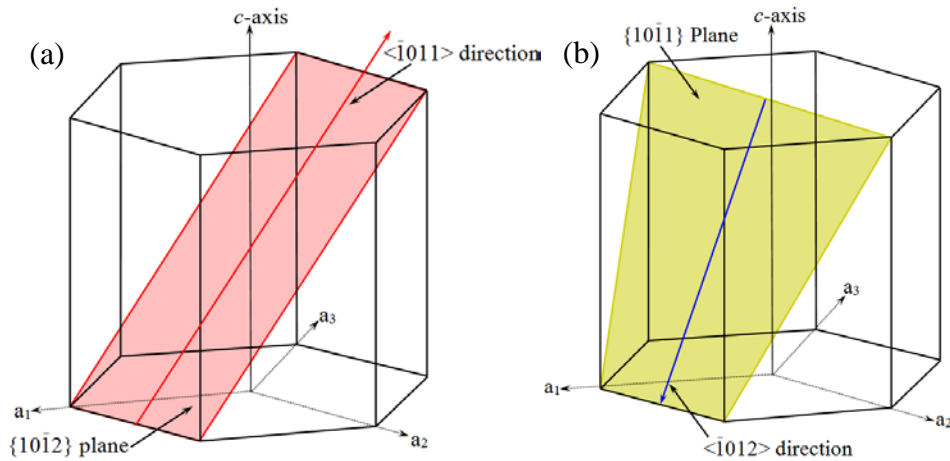 (a)
c-axis
<1̄011> direction
a₃
a₁
a₂
{101̄2} plane
(b)
{101̄1} Plane
c-axis
a₃
a₁
a₂
<1̄012> direction